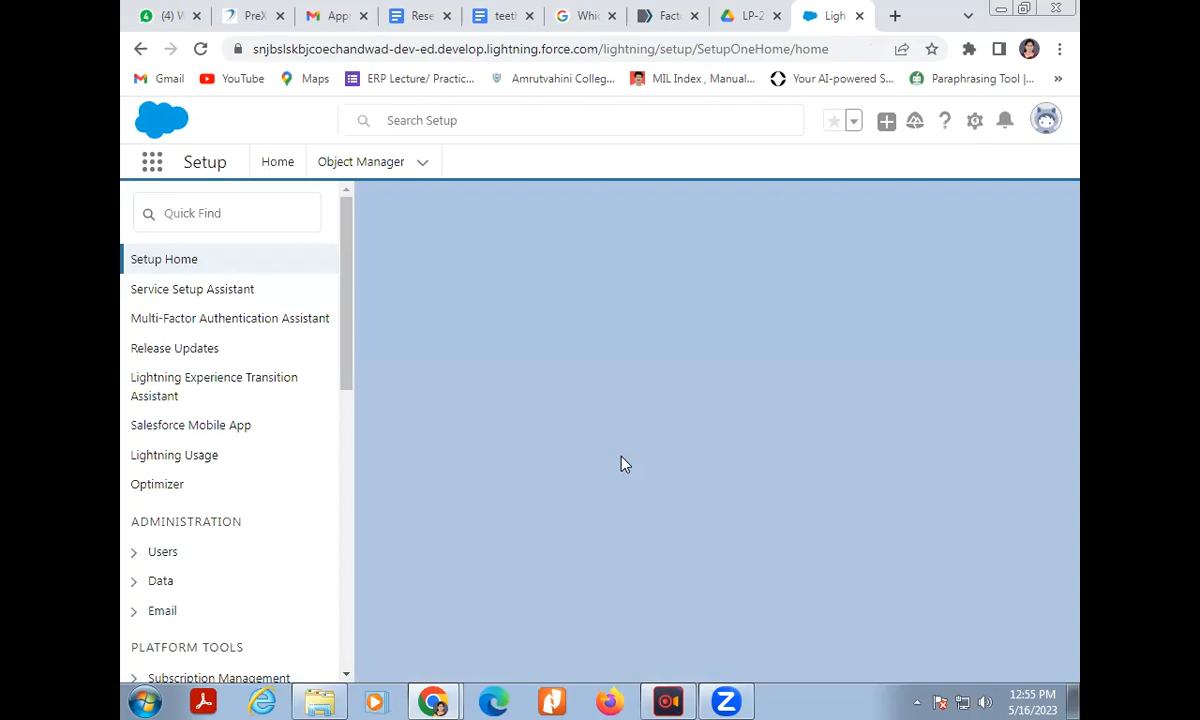 (4) W
PreX
App
Rese
teet
Whic
Fact
LP-2
Ligh
snjbslskbjcoechandwad-dev-ed.develop.lightning.force.com/lightning/setup/SetupOneHome/home
Gmail
YouTube
Maps
ERP Lecture/ Practic...
Amrutvahini Colleg...
MIL Index , Manual...
Your AI-powered S...
Paraphrasing Tool |...
»
Search Setup
Setup
Home
Object Manager
Quick Find
Setup Home
Service Setup Assistant
Multi-Factor Authentication Assistant
Release Updates
Lightning Experience Transition
Assistant
Salesforce Mobile App
Lightning Usage
Optimizer
ADMINISTRATION
Users
Data
Email
PLATFORM TOOLS
Subscription Management
12:55 PM
5/16/2023